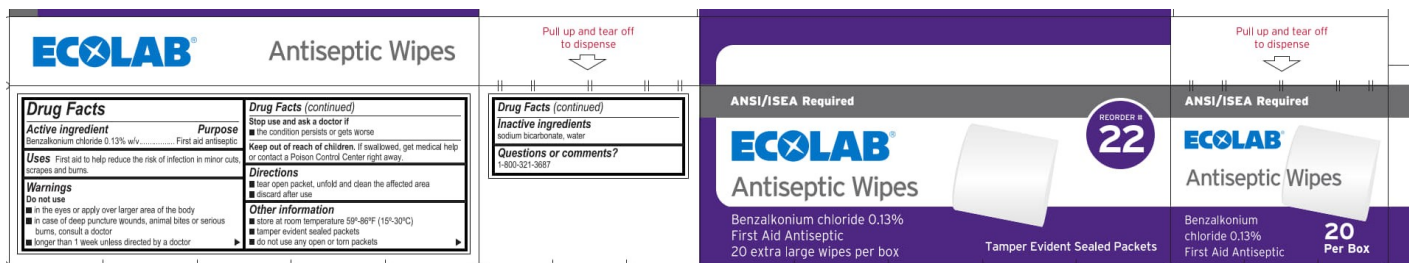 ECOLAB®
Antiseptic Wipes
Drug Facts
Active ingredient Purpose
Benzalkonium chloride 0.13% w/v............... First aid antiseptic
Uses First aid to help reduce the risk of infection in minor cuts,
scrapes and burns.
Warnings
Do not use
■ in the eyes or apply over larger area of the body
■ in case of deep puncture wounds, animal bites or serious
burns, consult a doctor
■ longer than 1 week unless directed by a doctor ▶
Drug Facts (continued)
Stop use and ask a doctor if
■ the condition persists or gets worse
Keep out of reach of children. If swallowed, get medical help
or contact a Poison Control Center right away.
Directions
■ tear open packet, unfold and clean the affected area
■ discard after use
Other information
■ store at room temperature 59º-86ºF (15º-30ºC)
■ tamper evident sealed packets
■ do not use any open or torn packets ▶
Pull up and tear off
to dispense
Drug Facts (continued)
Inactive ingredients
sodium bicarbonate, water
Questions or comments?
1-800-321-3687
ANSI/ISEA Required
REORDER #
22
ECOLAB®
Antiseptic Wipes
Benzalkonium chloride 0.13%
First Aid Antiseptic
20 extra large wipes per box
Tamper Evident Sealed Packets
Pull up and tear off
to dispense
ANSI/ISEA Required
ECOLAB®
Antiseptic Wipes
Benzalkonium
chloride 0.13%
First Aid Antiseptic
20
Per Box